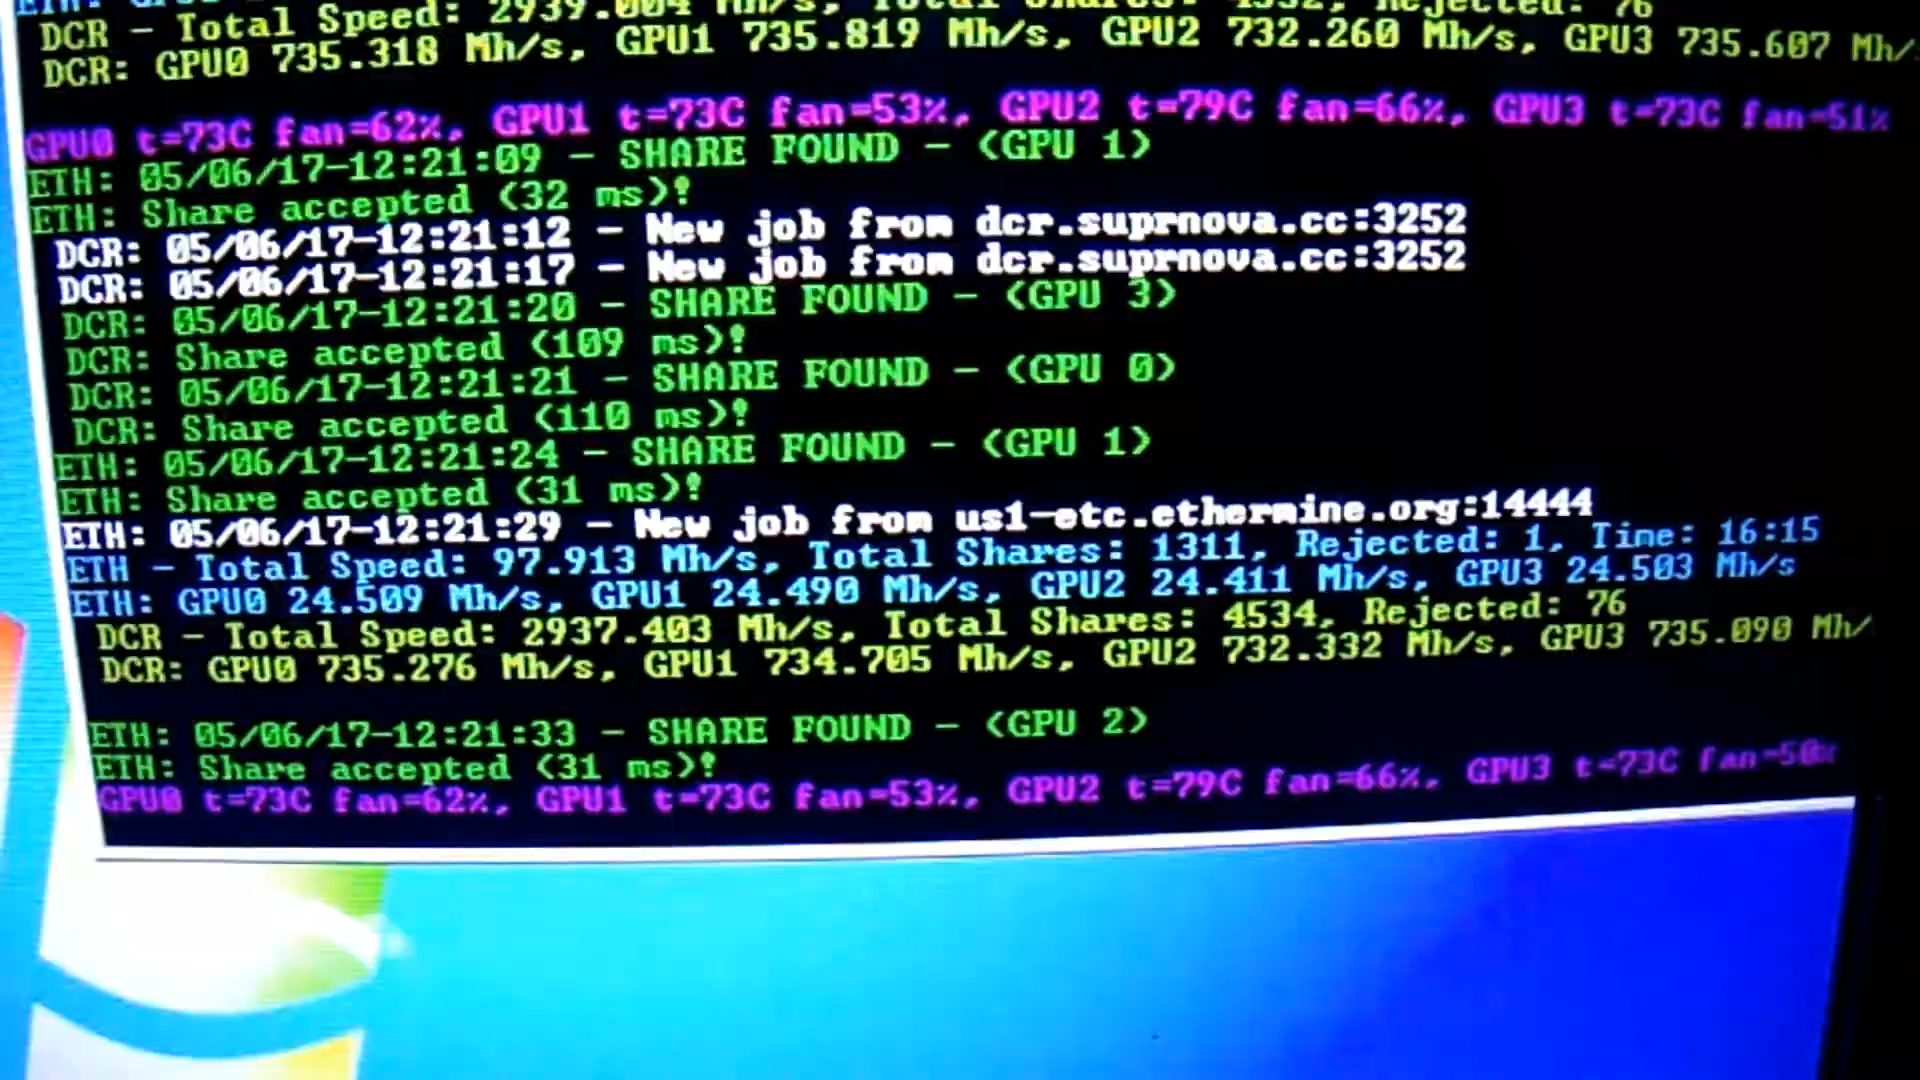 DCR - Total Speed: 2939.004 Mh/s, Total Shares: 4532, Rejected: 76
DCR: GPU0 735.318 Mh/s, GPU1 735.819 Mh/s, GPU2 732.260 Mh/s, GPU3 735.607 Mh/
GPU0 t=73C fan=62%, GPU1 t=73C fan=53%, GPU2 t=79C fan=66%, GPU3 t=73C fan=51%
ETH: 05/06/17-12:21:09 - SHARE FOUND - (GPU 1)
ETH: Share accepted (32 ms)!
DCR: 05/06/17-12:21:12 - New job from dcr.suprnova.cc:3252
DCR: 05/06/17-12:21:17 - New job from dcr.suprnova.cc:3252
DCR: 05/06/17-12:21:20 - SHARE FOUND - (GPU 3)
DCR: Share accepted (109 ms)!
DCR: 05/06/17-12:21:21 - SHARE FOUND - (GPU 0)
DCR: Share accepted (110 ms)!
ETH: 05/06/17-12:21:24 - SHARE FOUND - (GPU 1)
ETH: Share accepted (31 ms)!
ETH: 05/06/17-12:21:29 - New job from us1-etc.ethermine.org:14444
ETH - Total Speed: 97.913 Mh/s, Total Shares: 1311, Rejected: 1, Time: 16:15
ETH: GPU0 24.509 Mh/s, GPU1 24.490 Mh/s, GPU2 24.411 Mh/s, GPU3 24.503 Mh/s
DCR - Total Speed: 2937.403 Mh/s, Total Shares: 4534, Rejected: 76
DCR: GPU0 735.276 Mh/s, GPU1 734.705 Mh/s, GPU2 732.332 Mh/s, GPU3 735.090 Mh/
ETH: 05/06/17-12:21:33 - SHARE FOUND - (GPU 2)
ETH: Share accepted (31 ms)!
GPU0 t=73C fan=62%, GPU1 t=73C fan=53%, GPU2 t=79C fan=66%, GPU3 t=73C fan=50%